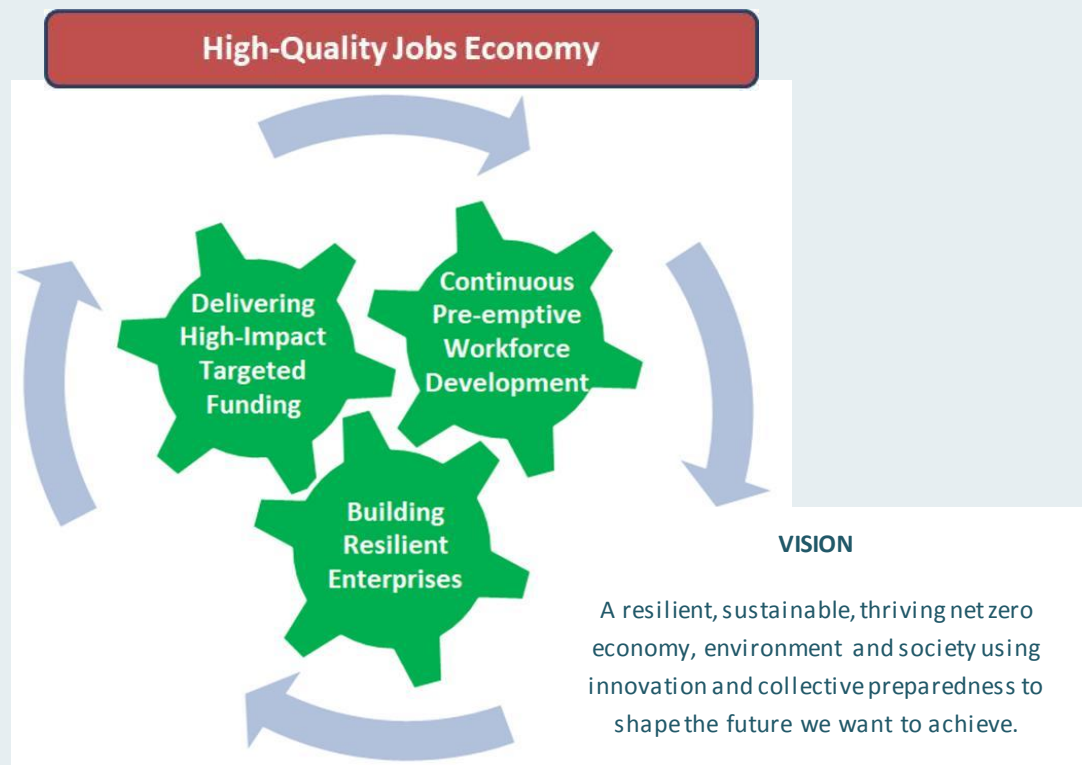 High-Quality Jobs Economy
Delivering
High-Impact
Targeted
Funding
Continuous
Pre-emptive
Workforce
Development
Building
Resilient
Enterprises
VISION
A resilient, sustainable, thriving net zero
economy, environment and society using
innovation and collective preparedness to
shape the future we want to achieve.